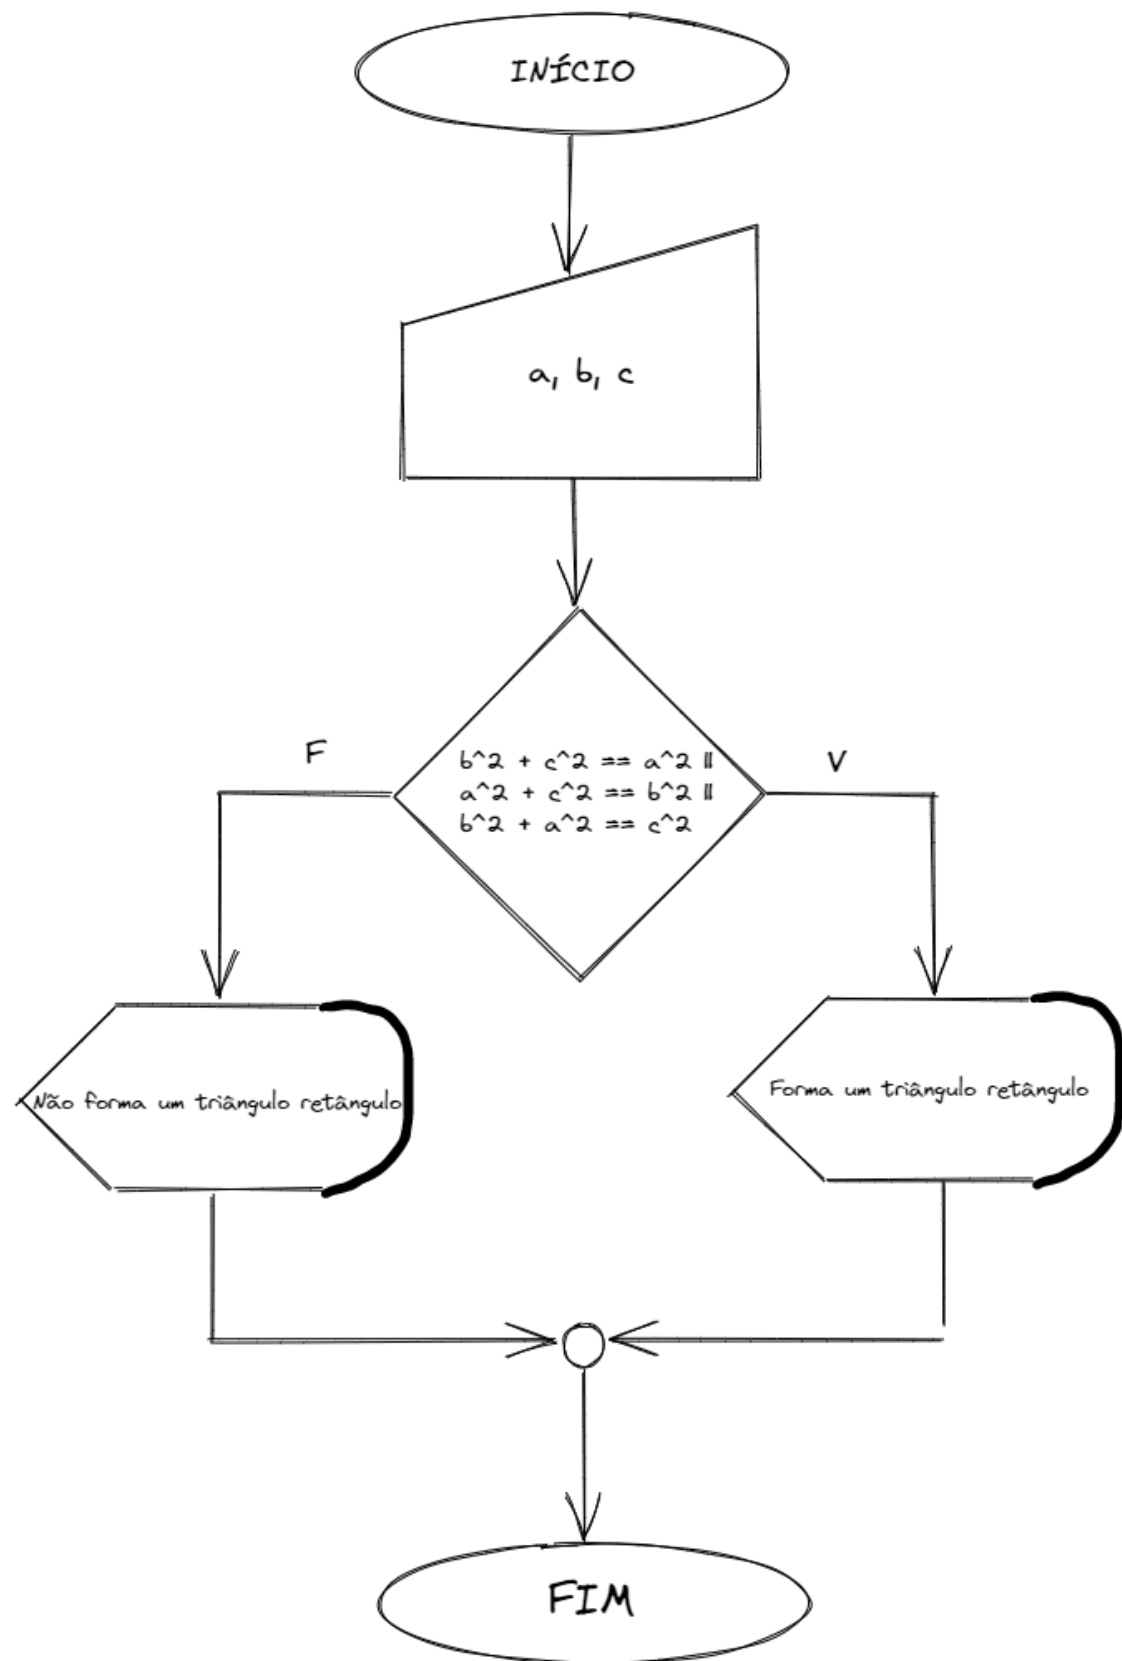 INÍCIO
a, b, c
F
V
b^2 + c^2 == a^2 ||
a^2 + c^2 == b^2 ||
b^2 + a^2 == c^2
Não forma um triângulo retângulo
Forma um triângulo retângulo
FIM